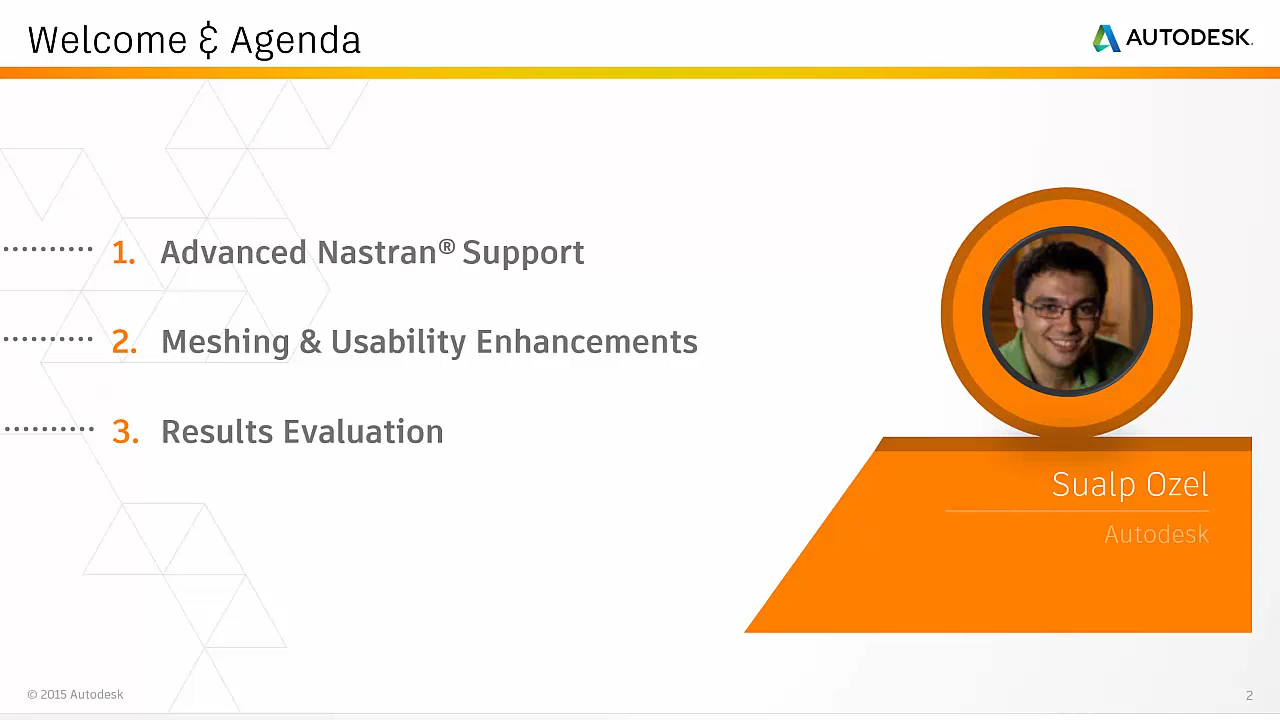 Welcome & Agenda
AUTODESK.
1. Advanced Nastran® Support
2. Meshing & Usability Enhancements
3. Results Evaluation
Sualp Ozel
Autodesk
© 2015 Autodesk
2